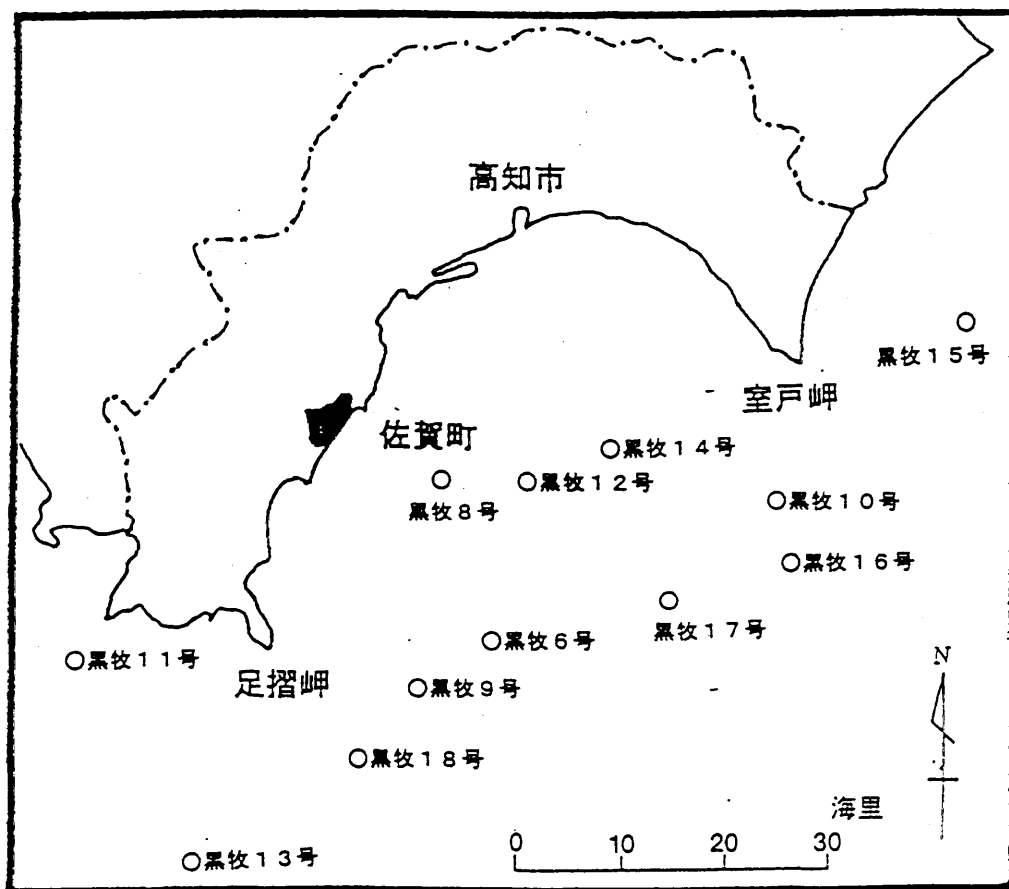 高知市
黒牧15号
室戸岬
佐賀町
黒牧14号
黒牧8号
黒牧12号
黒牧10号
黒牧16号
黒牧17号
黒牧6号
黒牧11号
足摺岬
黒牧9号
N
黒牧18号
海里
0 10 20 30
黒牧13号